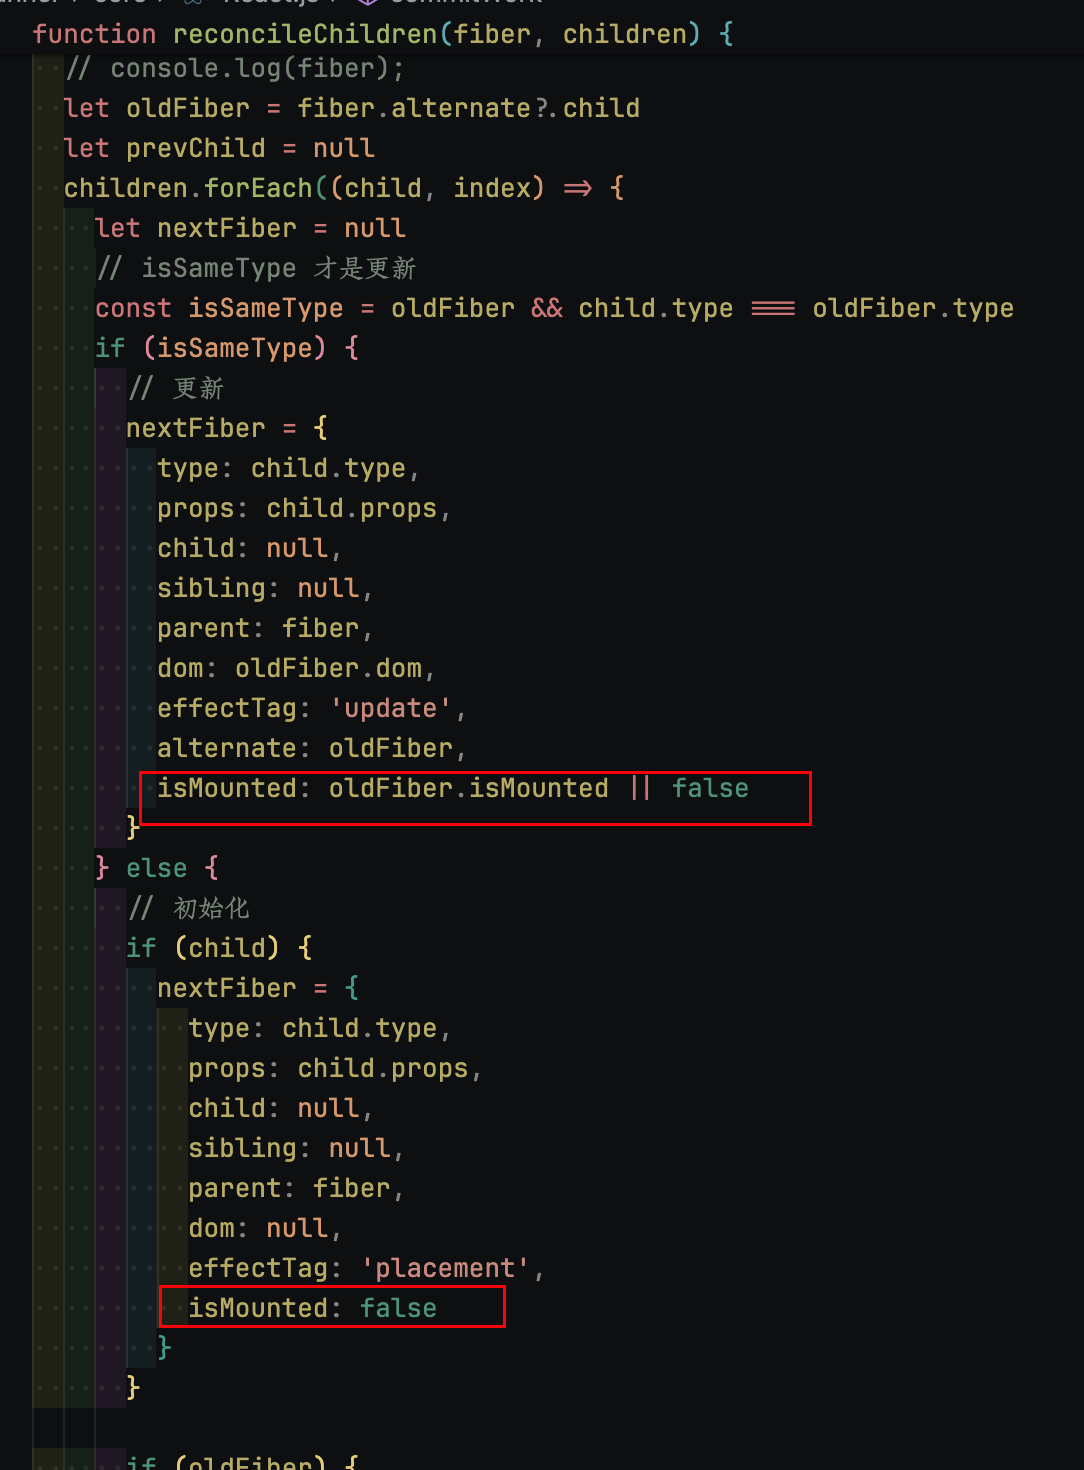 function reconcileChildren(fiber, children) {
// console.log(fiber);
let oldFiber = fiber.alternate?.child
let prevChild = null
children.forEach((child, index) => {
let nextFiber = null
// isSameType 才是更新
const isSameType = oldFiber && child.type === oldFiber.type
if (isSameType) {
// 更新
nextFiber = {
type: child.type,
props: child.props,
child: null,
sibling: null,
parent: fiber,
dom: oldFiber.dom,
effectTag: 'update',
alternate: oldFiber,
isMounted: oldFiber.isMounted || false
}
} else {
// 初始化
if (child) {
nextFiber = {
type: child.type,
props: child.props,
child: null,
sibling: null,
parent: fiber,
dom: null,
effectTag: 'placement',
isMounted: false
}
}
if (oldFiber) {